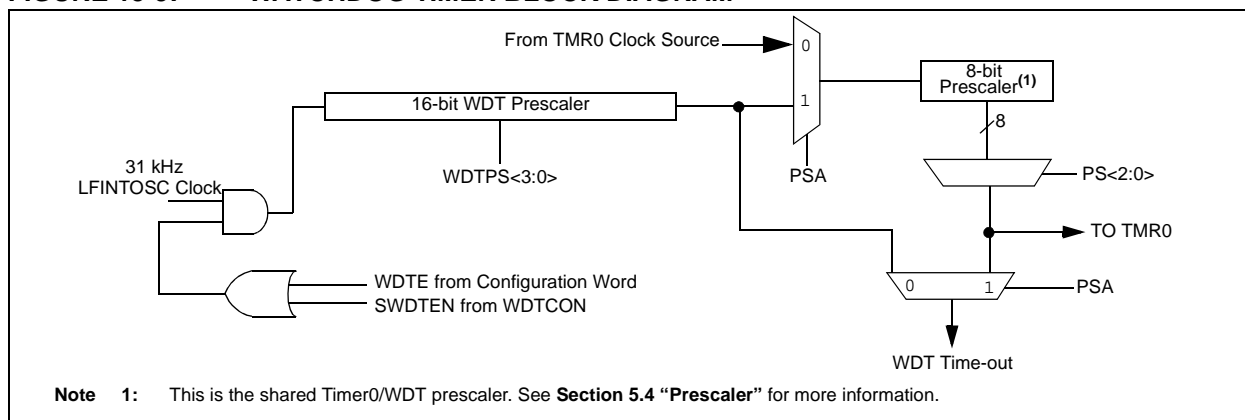 From TMR0 Clock Source
0
1
8-bit
Prescaler(1)
16-bit WDT Prescaler
8
31 kHz
LFINTOSC Clock
WDTPS<3:0>
PSA
PS<2:0>
TO TMR0
WDTE from Configuration Word
SWDTEN from WDTCON
0 1
PSA
WDT Time-out
Note 1: This is the shared Timer0/WDT prescaler. See Section 5.4 “Prescaler” for more information.